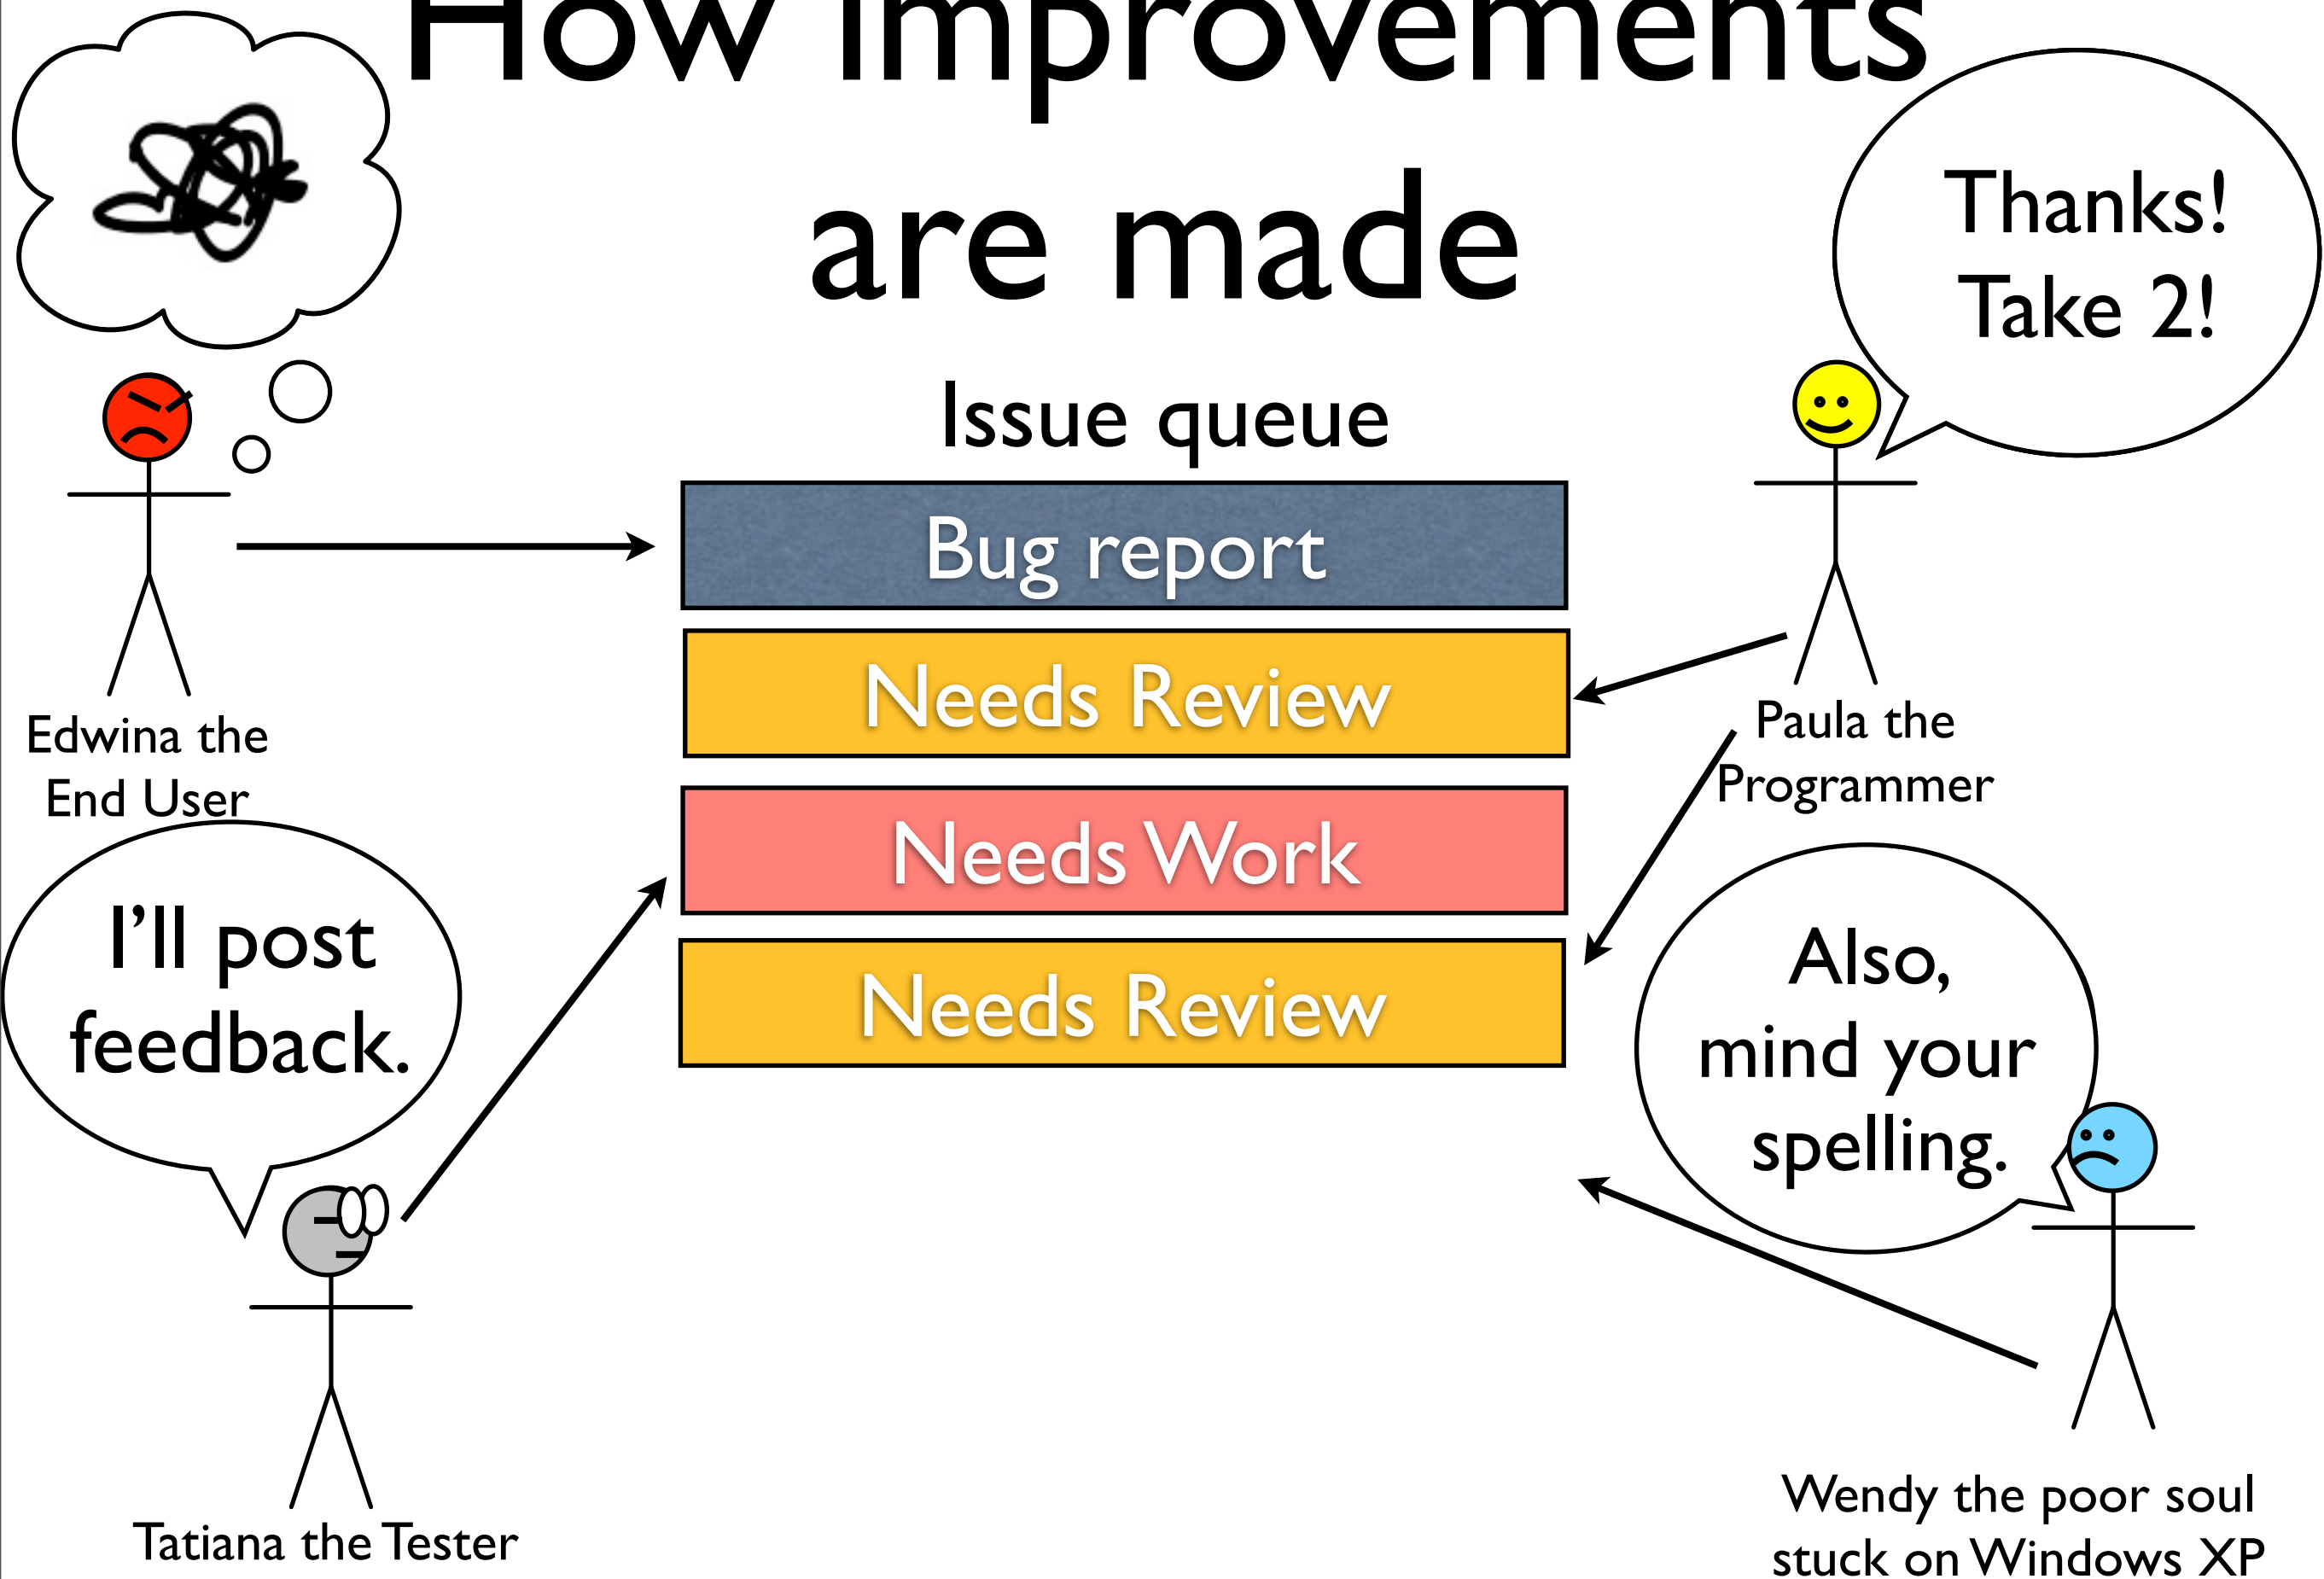 How improvements
are made
Thanks!
Take 2!
Issue queue
Bug report
Needs Review
Needs Work
Needs Review
Edwina the
End User
Paula the
Programmer
I'll post
feedback.
Also,
mind your
spelling.
Tatiana the Tester
Wendy the poor soul
stuck on Windows XP